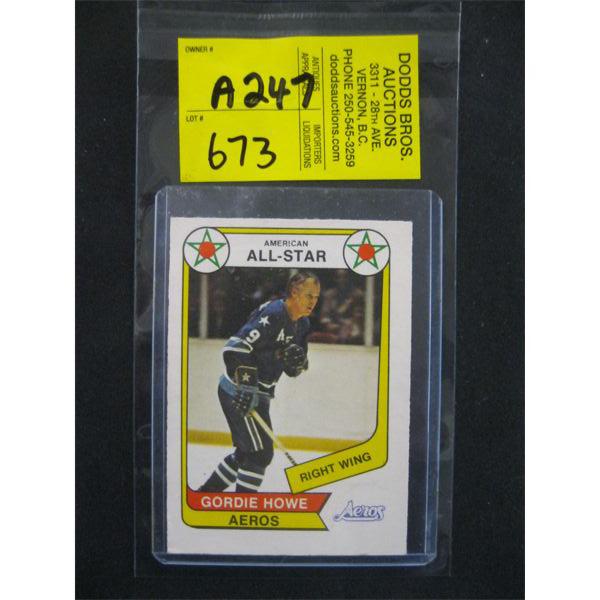 OWNER #
A247
LOT #
673
ANTIQUES
IMPORTERS
LIQUIDATIONS
DODDS BROS.
AUCTIONS
3311 - 28TH AVE.
VERNON, B.C.
PHONE 250-545-3259
doddsauctions.com
AMERICAN
ALL-STAR
9
RIGHT WING
GORDIE HOWE
AEROS
Aeros